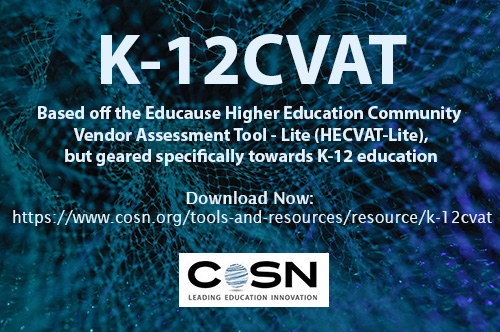 K-12CVAT
Based off the Educause Higher Education Community
Vendor Assessment Tool - Lite (HECVAT-Lite),
but geared specifically towards K-12 education
Download Now:
https://www.cosn.org/tools-and-resources/resource/k-12cvat
COSN
LEADING EDUCATION INNOVATION